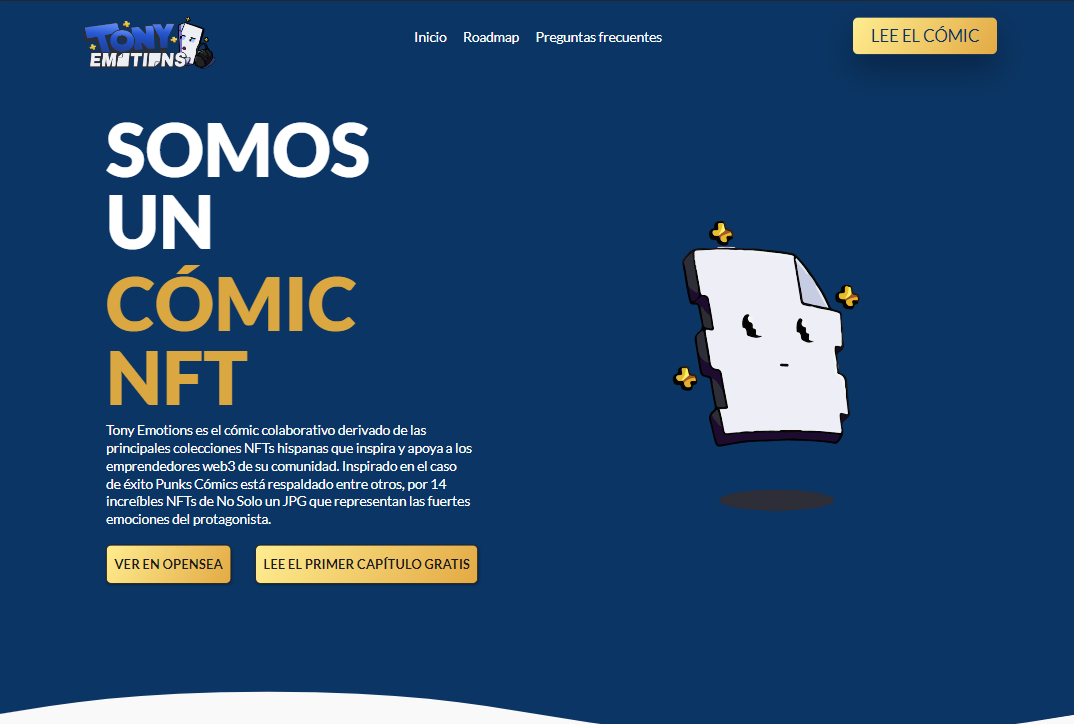 TONY
EMOTIONS
Inicio Roadmap Preguntas frecuentes
LEE EL CÓMIC
SOMOS
UN
CÓMIC
NFT
Tony Emotions es el cómic colaborativo derivado de las
principales colecciones NFTs hispanas que inspira y apoya a los
emprendedores web3 de su comunidad. Inspirado en el caso
de éxito Punks Cómics está respaldado entre otros, por 14
increíbles NFTs de No Solo un JPG que representan las fuertes
emociones del protagonista.
VER EN OPENSEA
LEE EL PRIMER CAPÍTULO GRATIS